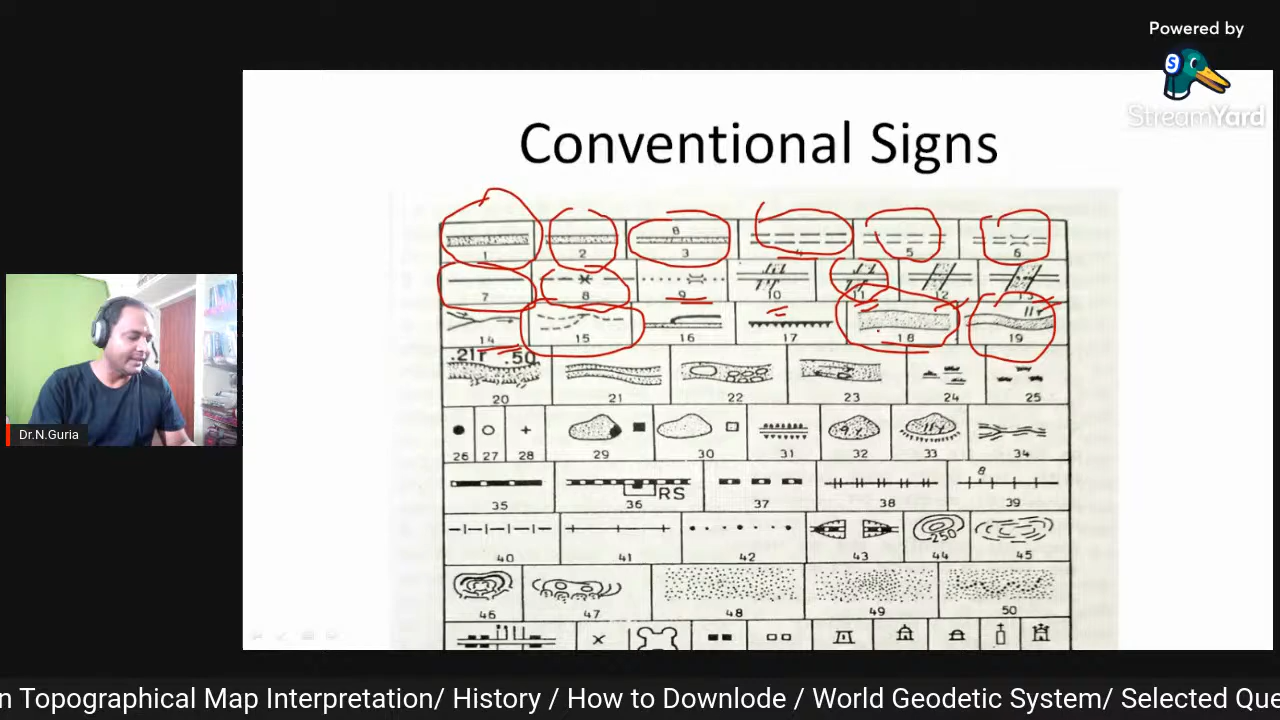 Powered by
StreamYard
Conventional Signs
B
1 2 3 4 5 6
7 8 9 10 11 12 13
14 15 16 17 18 19
.21r .50
20 21 22 23 24 25
26 27 28 29 30 31 32 33 34
RS
8
35 36 37 38 39
250
40 41 42 43 44 45
46 47 48 49 50
Dr.N.Guria
n Topographical Map Interpretation/ History / How to Downlode / World Geodetic System/ Selected Que